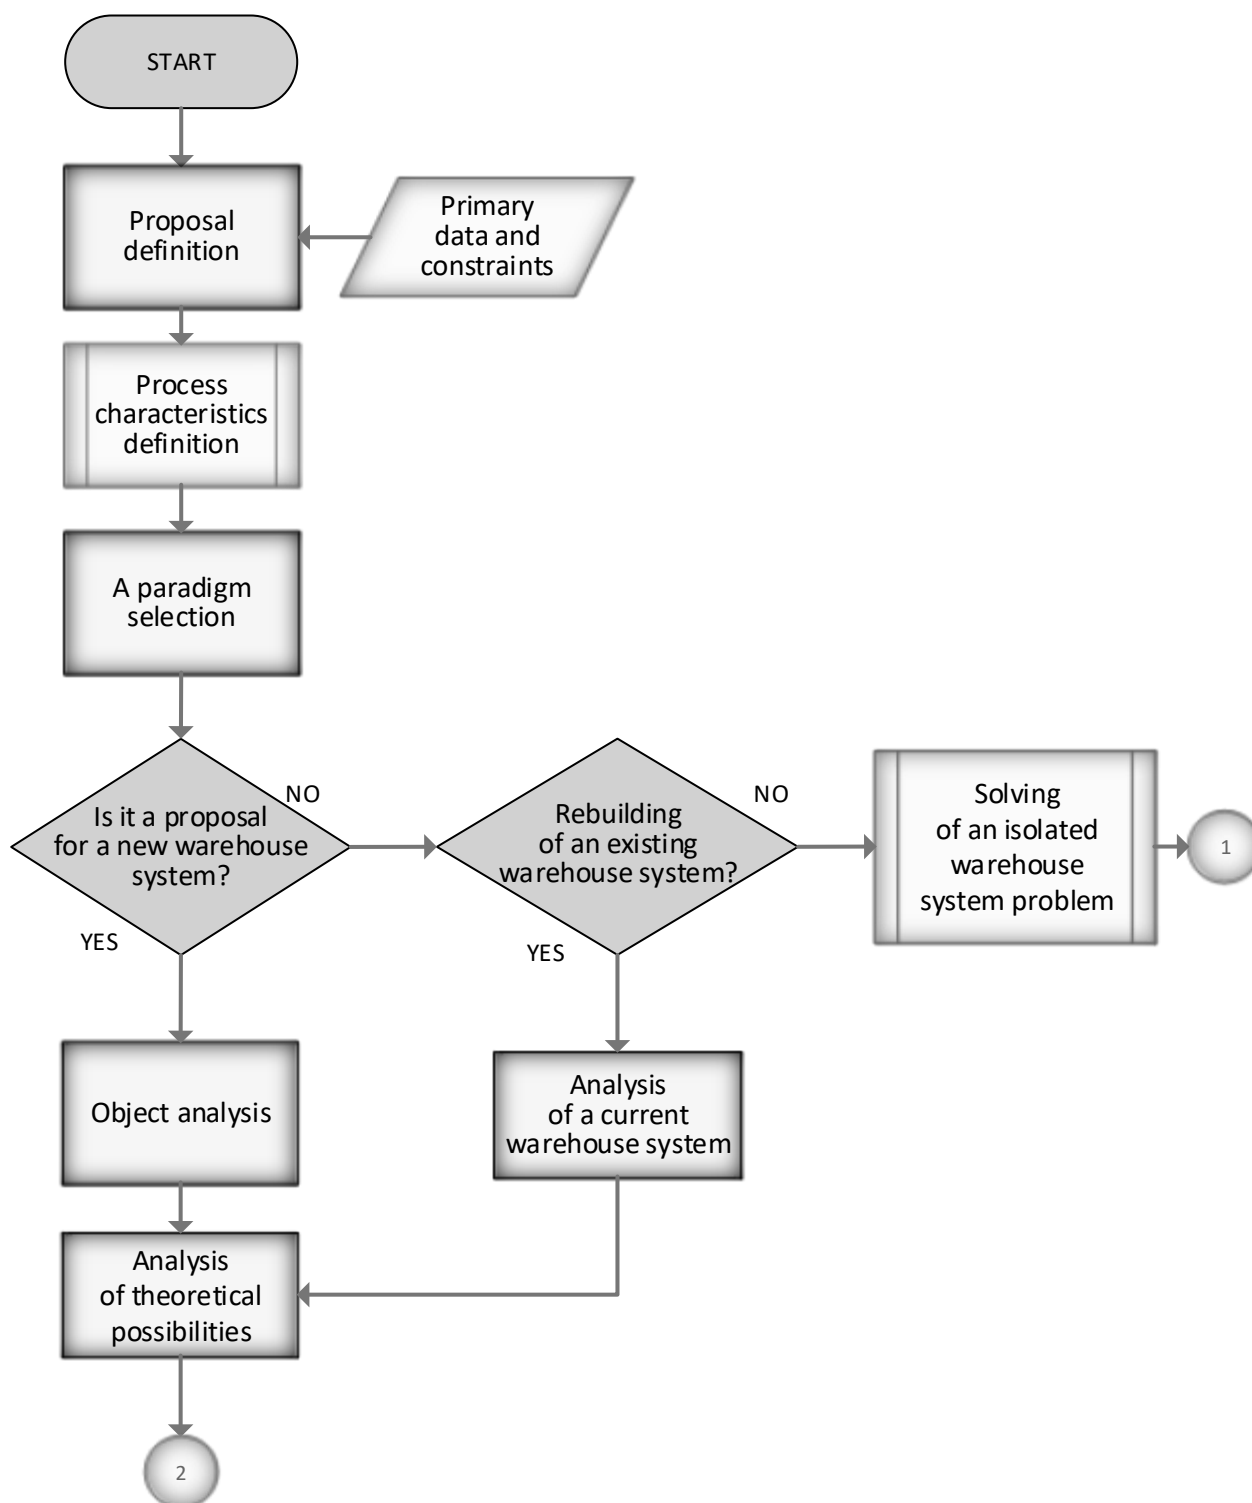 START
Proposal
definition
Primary
data and
constraints
Process
characteristics
definition
A paradigm
selection
Is it a proposal
for a new warehouse
system?
NO
YES
Rebuilding
of an existing
warehouse system?
NO
YES
Solving
of an isolated
warehouse
system problem
1
Object analysis
Analysis
of a current
warehouse system
Analysis
of theoretical
possibilities
2